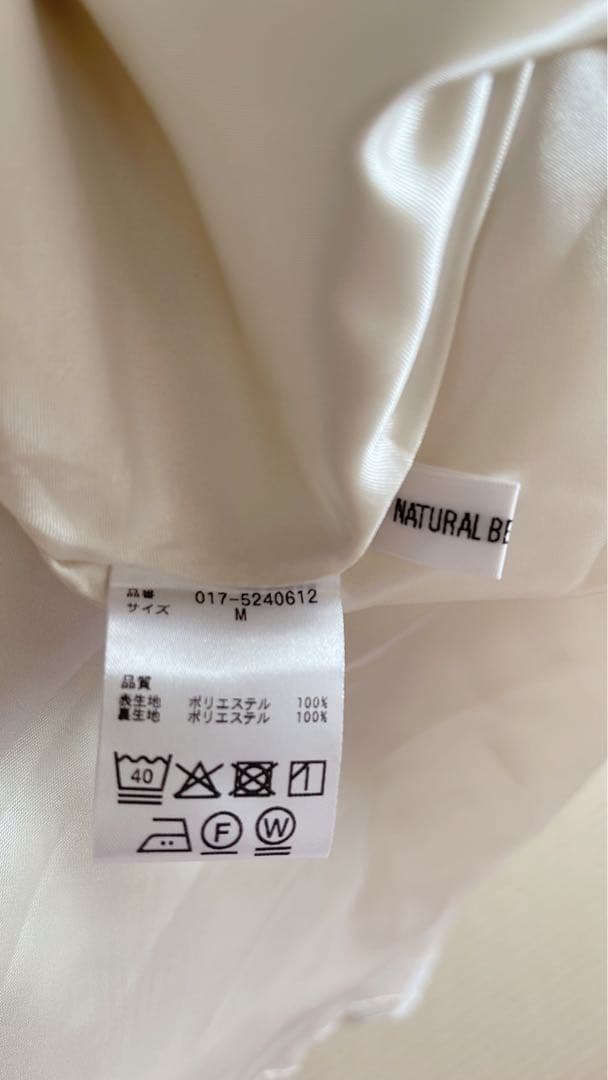 NATURAL BE
品番 017-5240612
サイズ M
品質
表生地 ポリエステル 100%
裏生地 ポリエステル 100%
40
F W